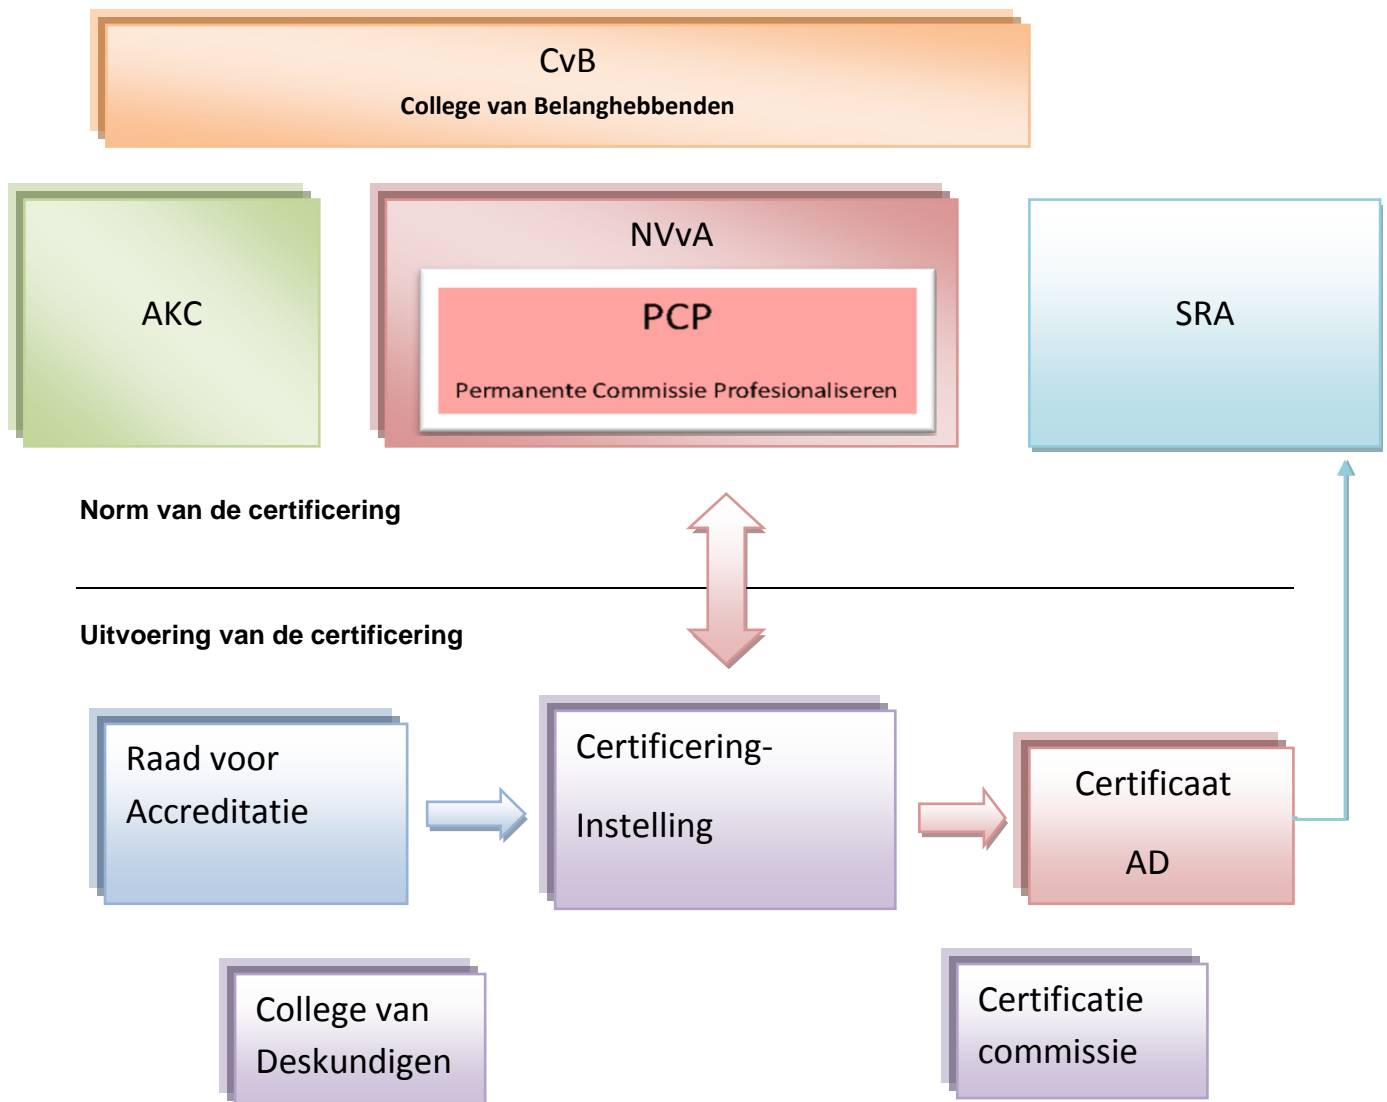 CvB
College van Belanghebbenden
AKC
NVvA
PCP
Permanente Commissie Profesionaliseren
SRA
Norm van de certificering
Uitvoering van de certificering
Raad voor
Accreditatie
Certificering-
Instelling
Certificaat
AD
College van
Deskundigen
Certificatie
commissie